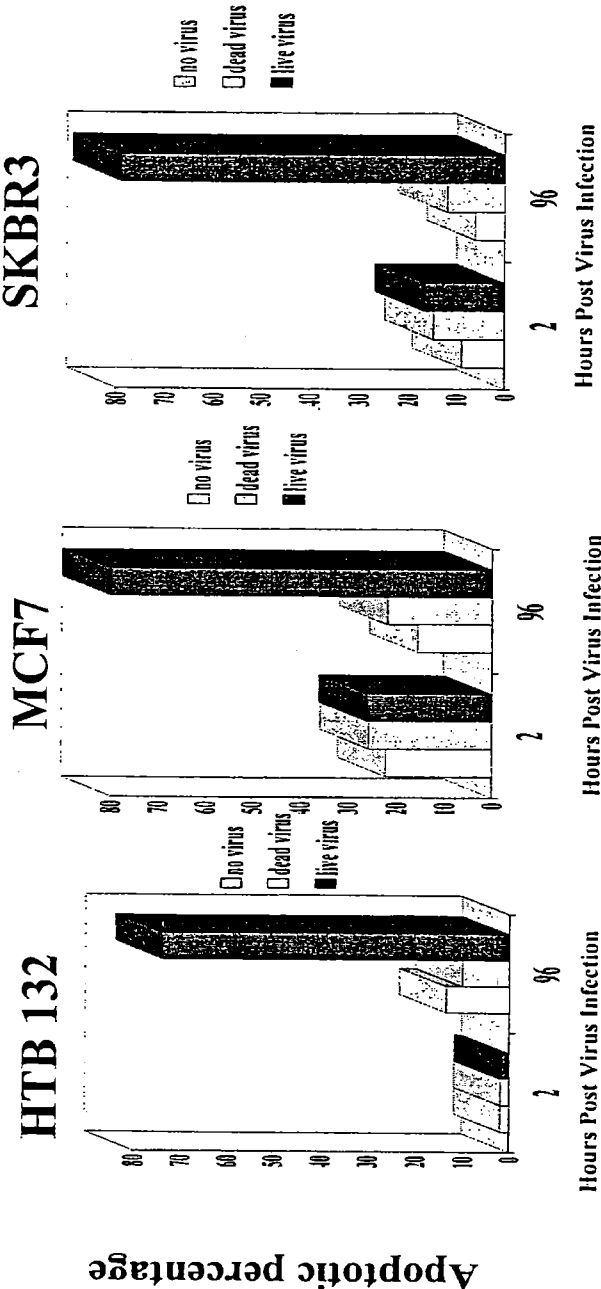 Apoptotic percentage
HTB 132
80
70
60
50
40
30
20
10
0
2
96
Hours Post Virus Infection
no virus
dead virus
live virus
MCF7
80
70
60
50
40
30
20
10
0
2
96
Hours Post Virus Infection
no virus
dead virus
live virus
SKBR3
80
70
60
50
40
30
20
10
0
2
96
Hours Post Virus Infection
no virus
dead virus
live virus